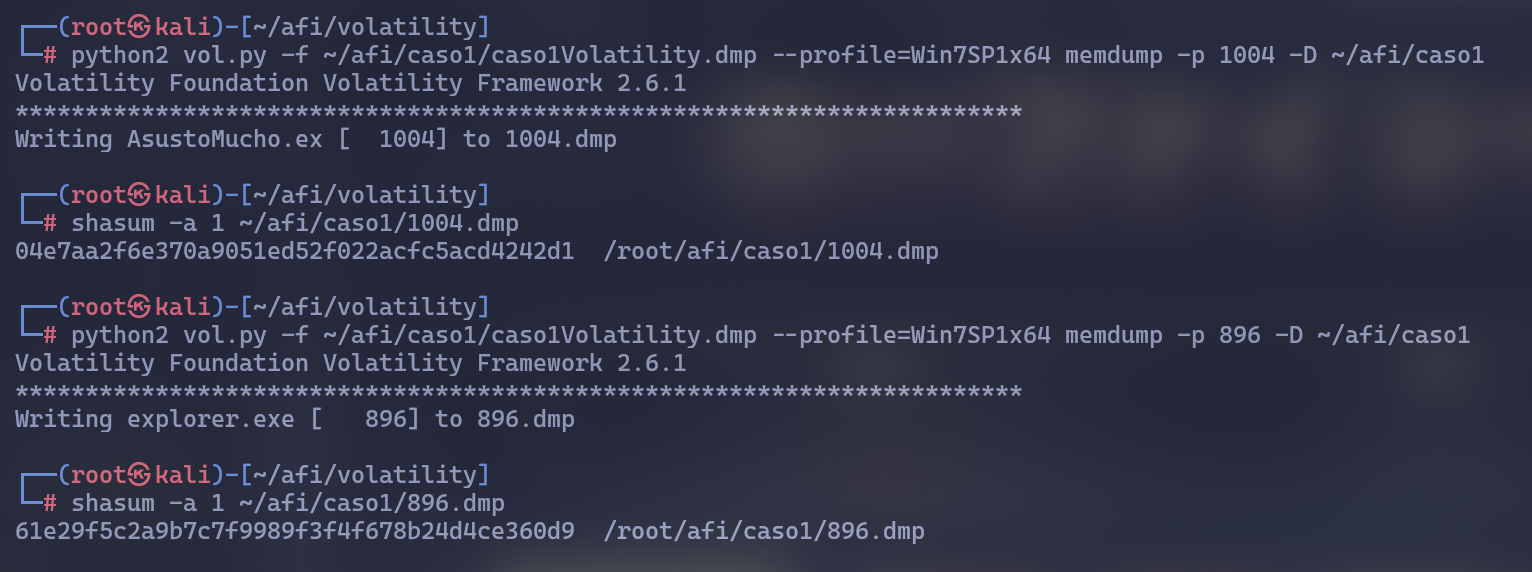 ┌──(root㉿kali)-[~/afi/volatility]
└─# python2 vol.py -f ~/afi/caso1/caso1Volatility.dmp --profile=Win7SP1x64 memdump -p 1004 -D ~/afi/caso1
Volatility Foundation Volatility Framework 2.6.1
************************************************************************
Writing AsustoMucho.ex [  1004] to 1004.dmp
┌──(root㉿kali)-[~/afi/volatility]
└─# shasum -a 1 ~/afi/caso1/1004.dmp
04e7aa2f6e370a9051ed52f022acfc5acd4242d1  /root/afi/caso1/1004.dmp
┌──(root㉿kali)-[~/afi/volatility]
└─# python2 vol.py -f ~/afi/caso1/caso1Volatility.dmp --profile=Win7SP1x64 memdump -p 896 -D ~/afi/caso1
Volatility Foundation Volatility Framework 2.6.1
************************************************************************
Writing explorer.exe [   896] to 896.dmp
┌──(root㉿kali)-[~/afi/volatility]
└─# shasum -a 1 ~/afi/caso1/896.dmp
61e29f5c2a9b7c7f9989f3f4f678b24d4ce360d9  /root/afi/caso1/896.dmp